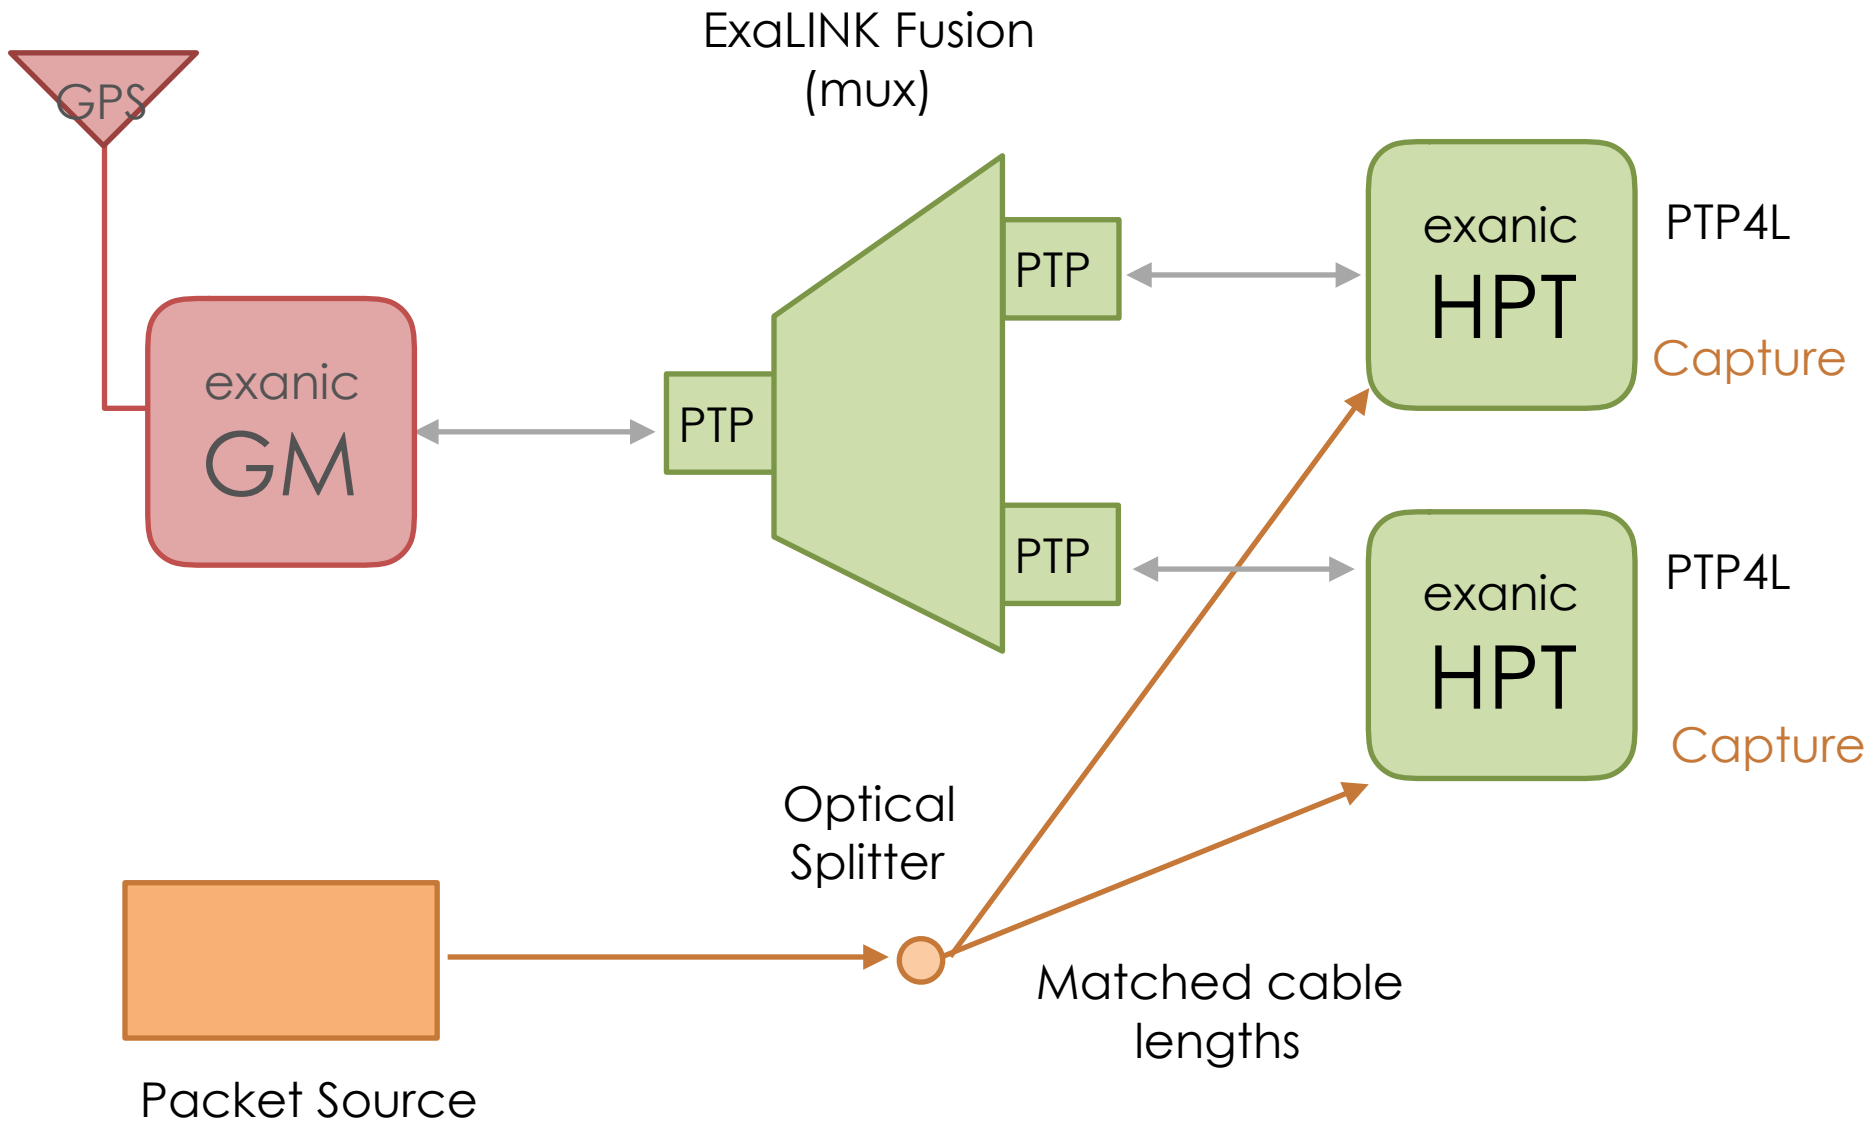 ExaLINK Fusion
(mux)
GPS
exanic
GM
PTP
PTP
PTP
exanic
HPT
PTP4L
Capture
exanic
HPT
PTP4L
Capture
Optical
Splitter
Matched cable
lengths
Packet Source